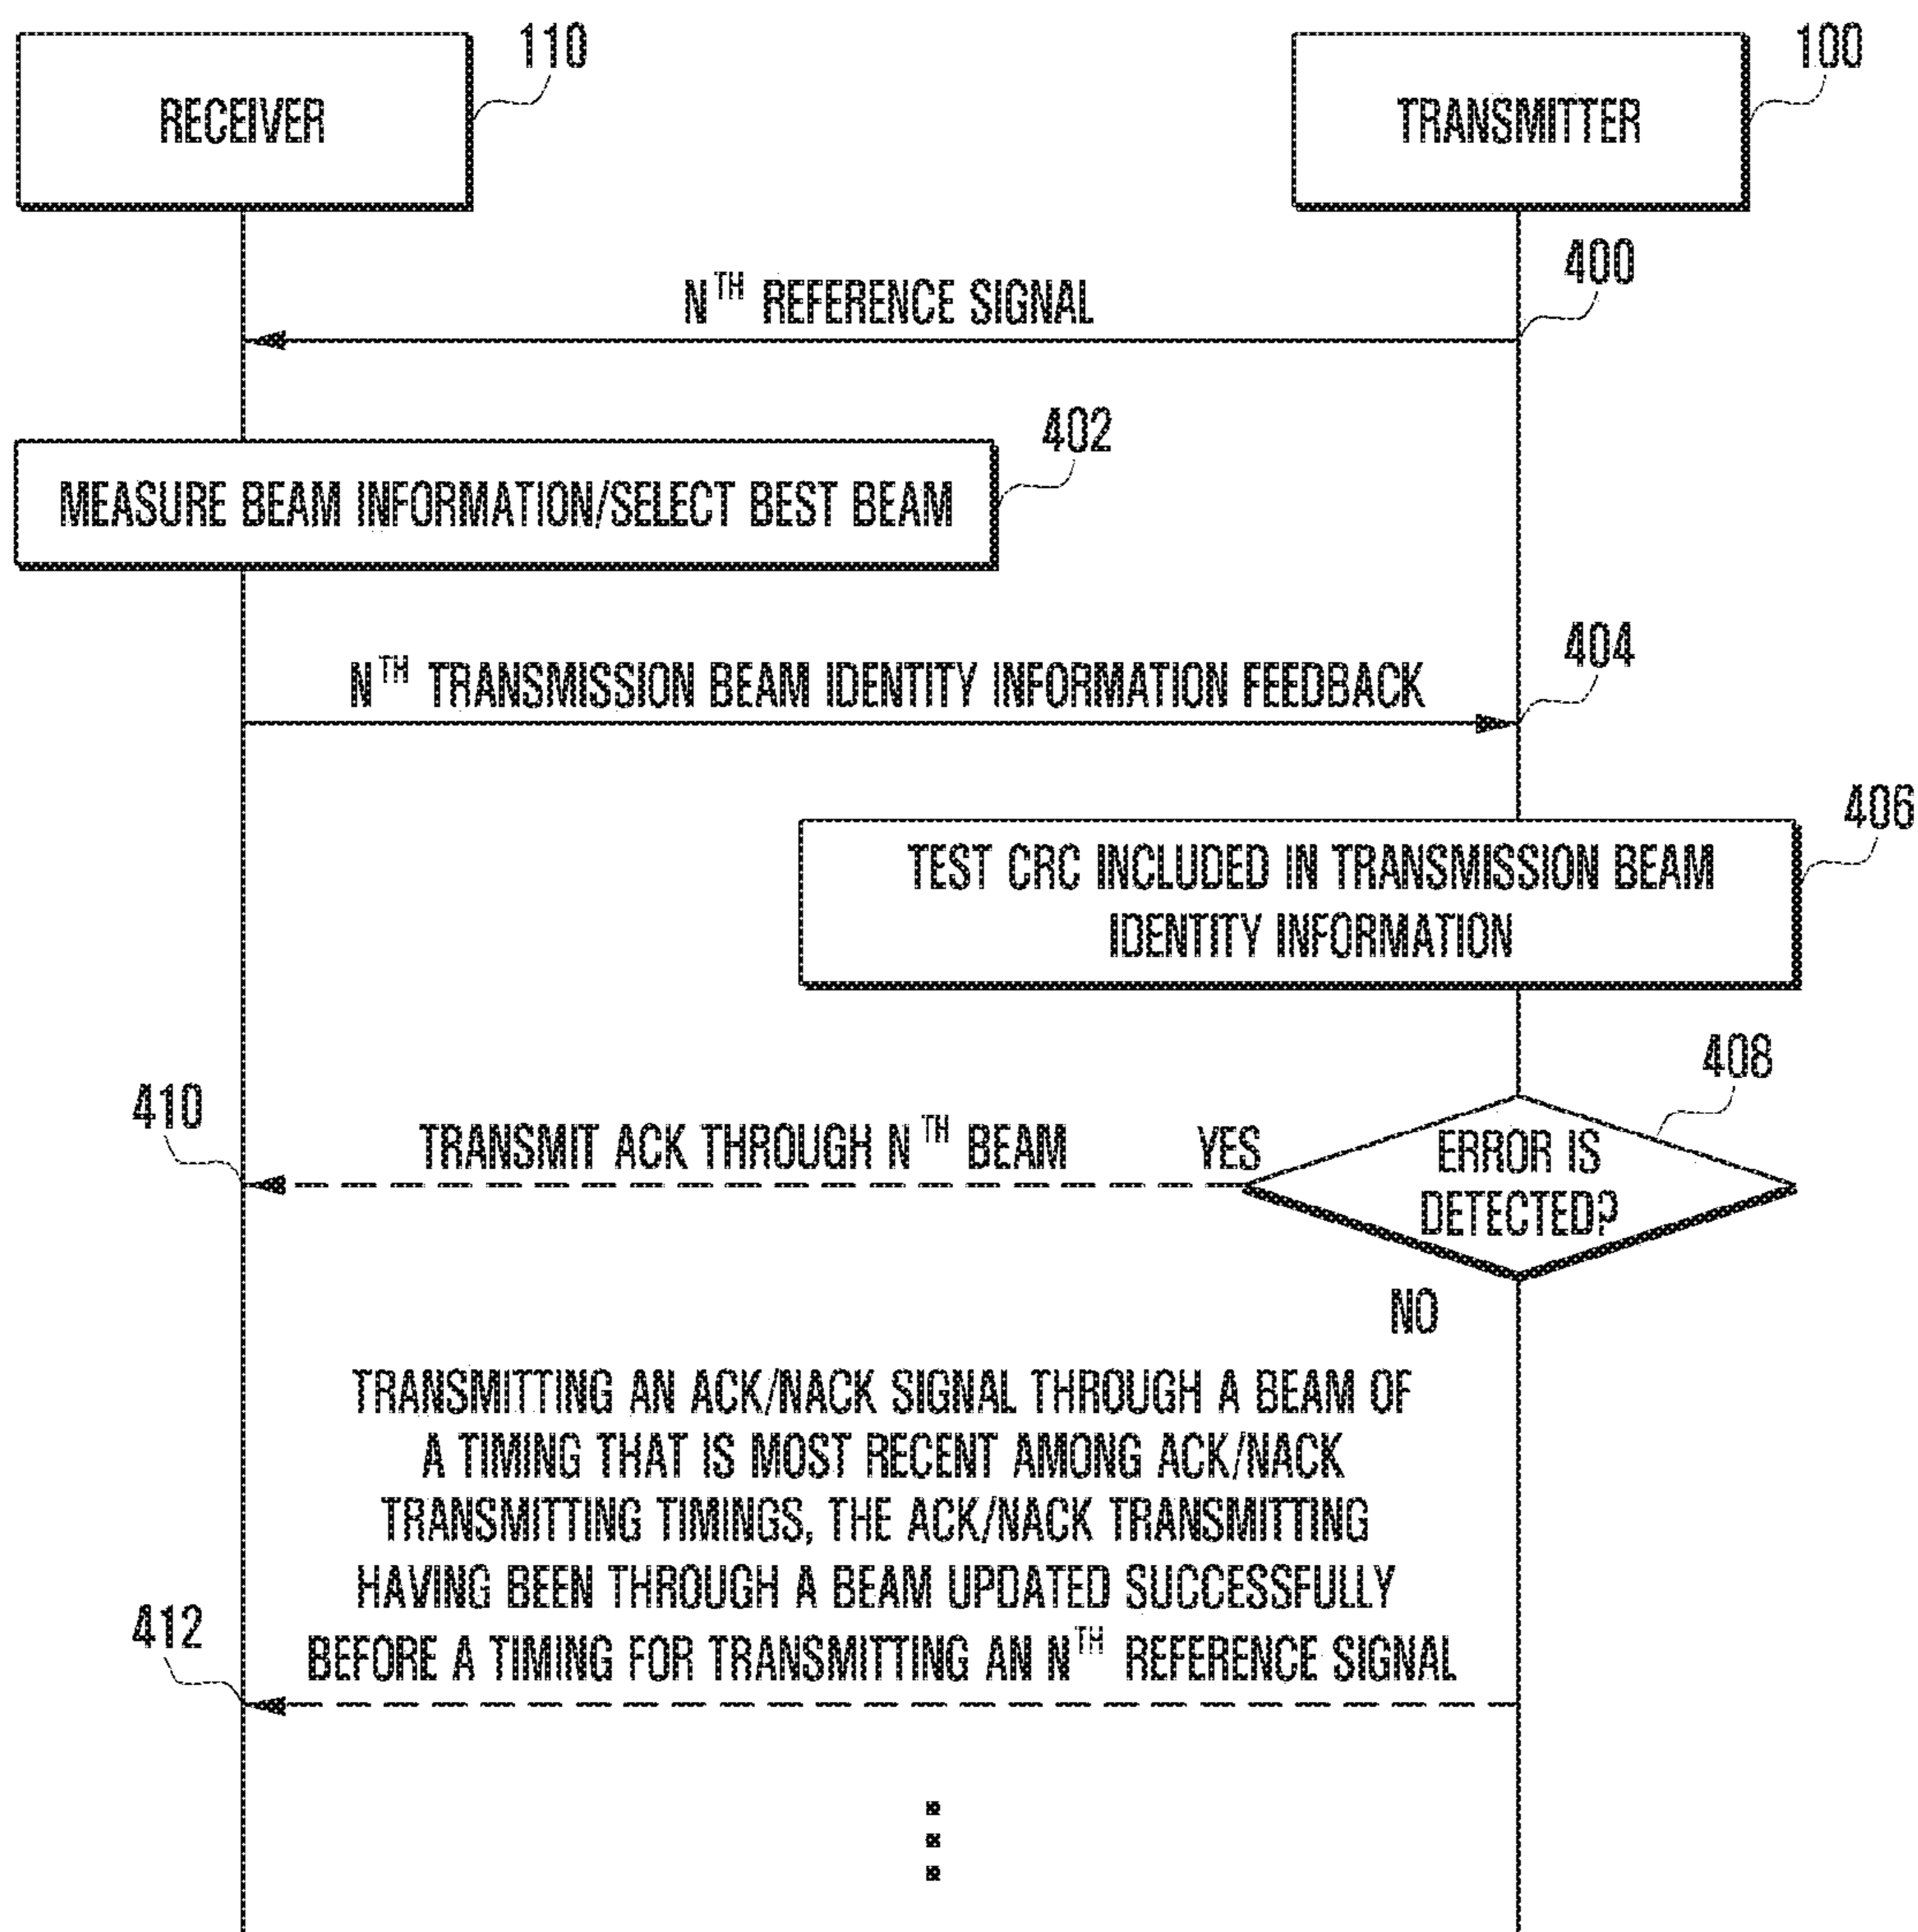 110
100
RECEIVER
TRANSMITTER
400
N TH REFERENCE SIGNAL
402
MEASURE BEAM INFORMATION/SELECT BEST BEAM
404
N TH TRANSMISSION BEAM IDENTITY INFORMATION FEEDBACK
406
TEST CRC INCLUDED IN TRANSMISSION BEAM
IDENTITY INFORMATION
408
410
TRANSMIT ACK THROUGH N TH BEAM
YES
ERROR IS
DETECTED?
NO
TRANSMITTING AN ACK/NACK SIGNAL THROUGH A BEAM OF
A TIMING THAT IS MOST RECENT AMONG ACK/NACK
TRANSMITTING TIMINGS, THE ACK/NACK TRANSMITTING
HAVING BEEN THROUGH A BEAM UPDATED SUCCESSFULLY
412
BEFORE A TIMING FOR TRANSMITTING AN N TH REFERENCE SIGNAL